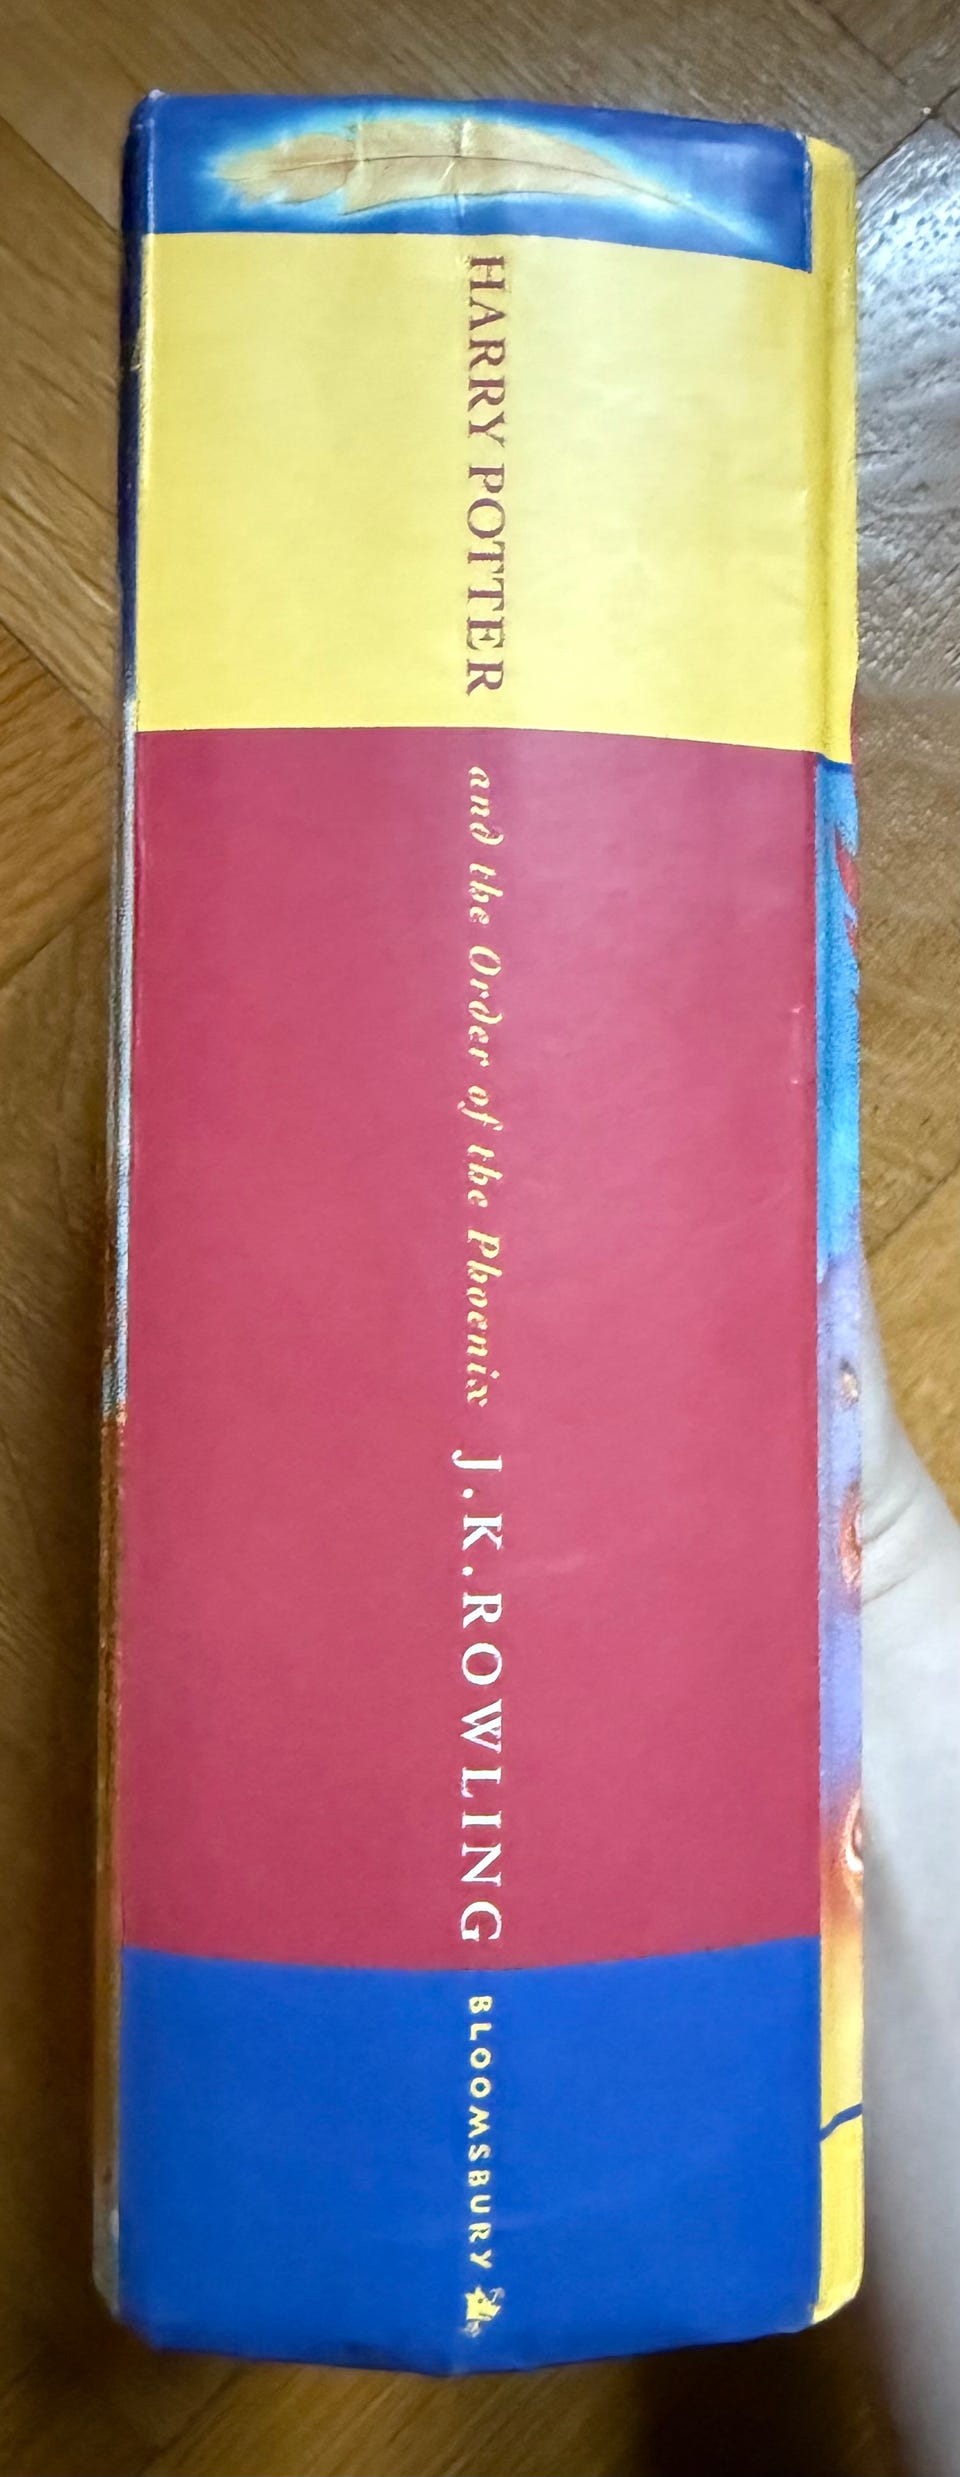 HARRY POTTER and the Order of the Phoenix J.K.ROWLING BLOOMSBURY